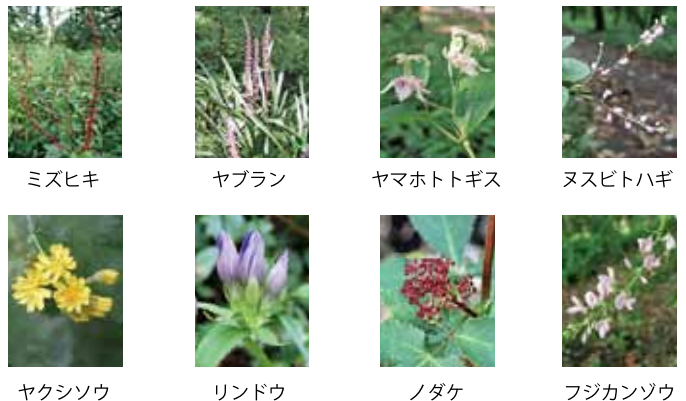 ミズヒキ
ヤブラン
ヤマホトトギス
ヌスビトハギ
ヤクシソウ
リンドウ
ノダケ
フジカンゾウ